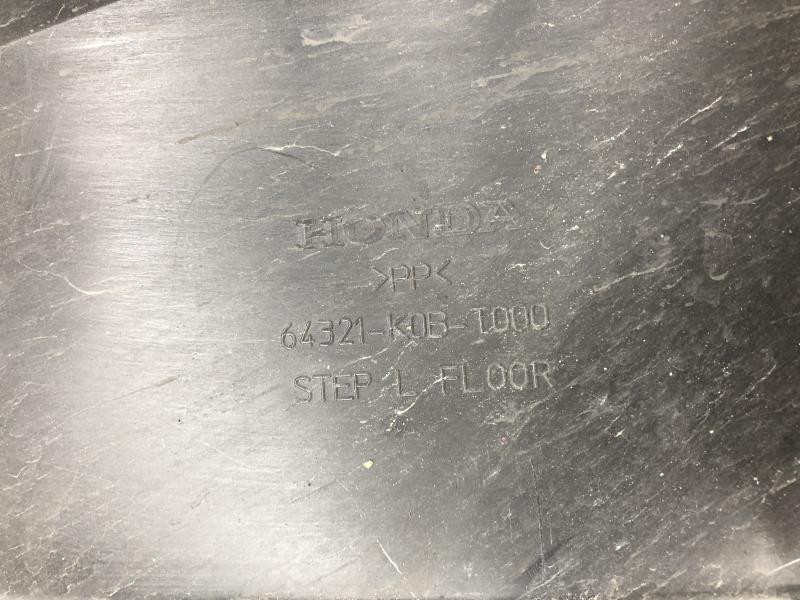 HONDA
>PP<
64321-K0B-T000
STEP L FLOOR